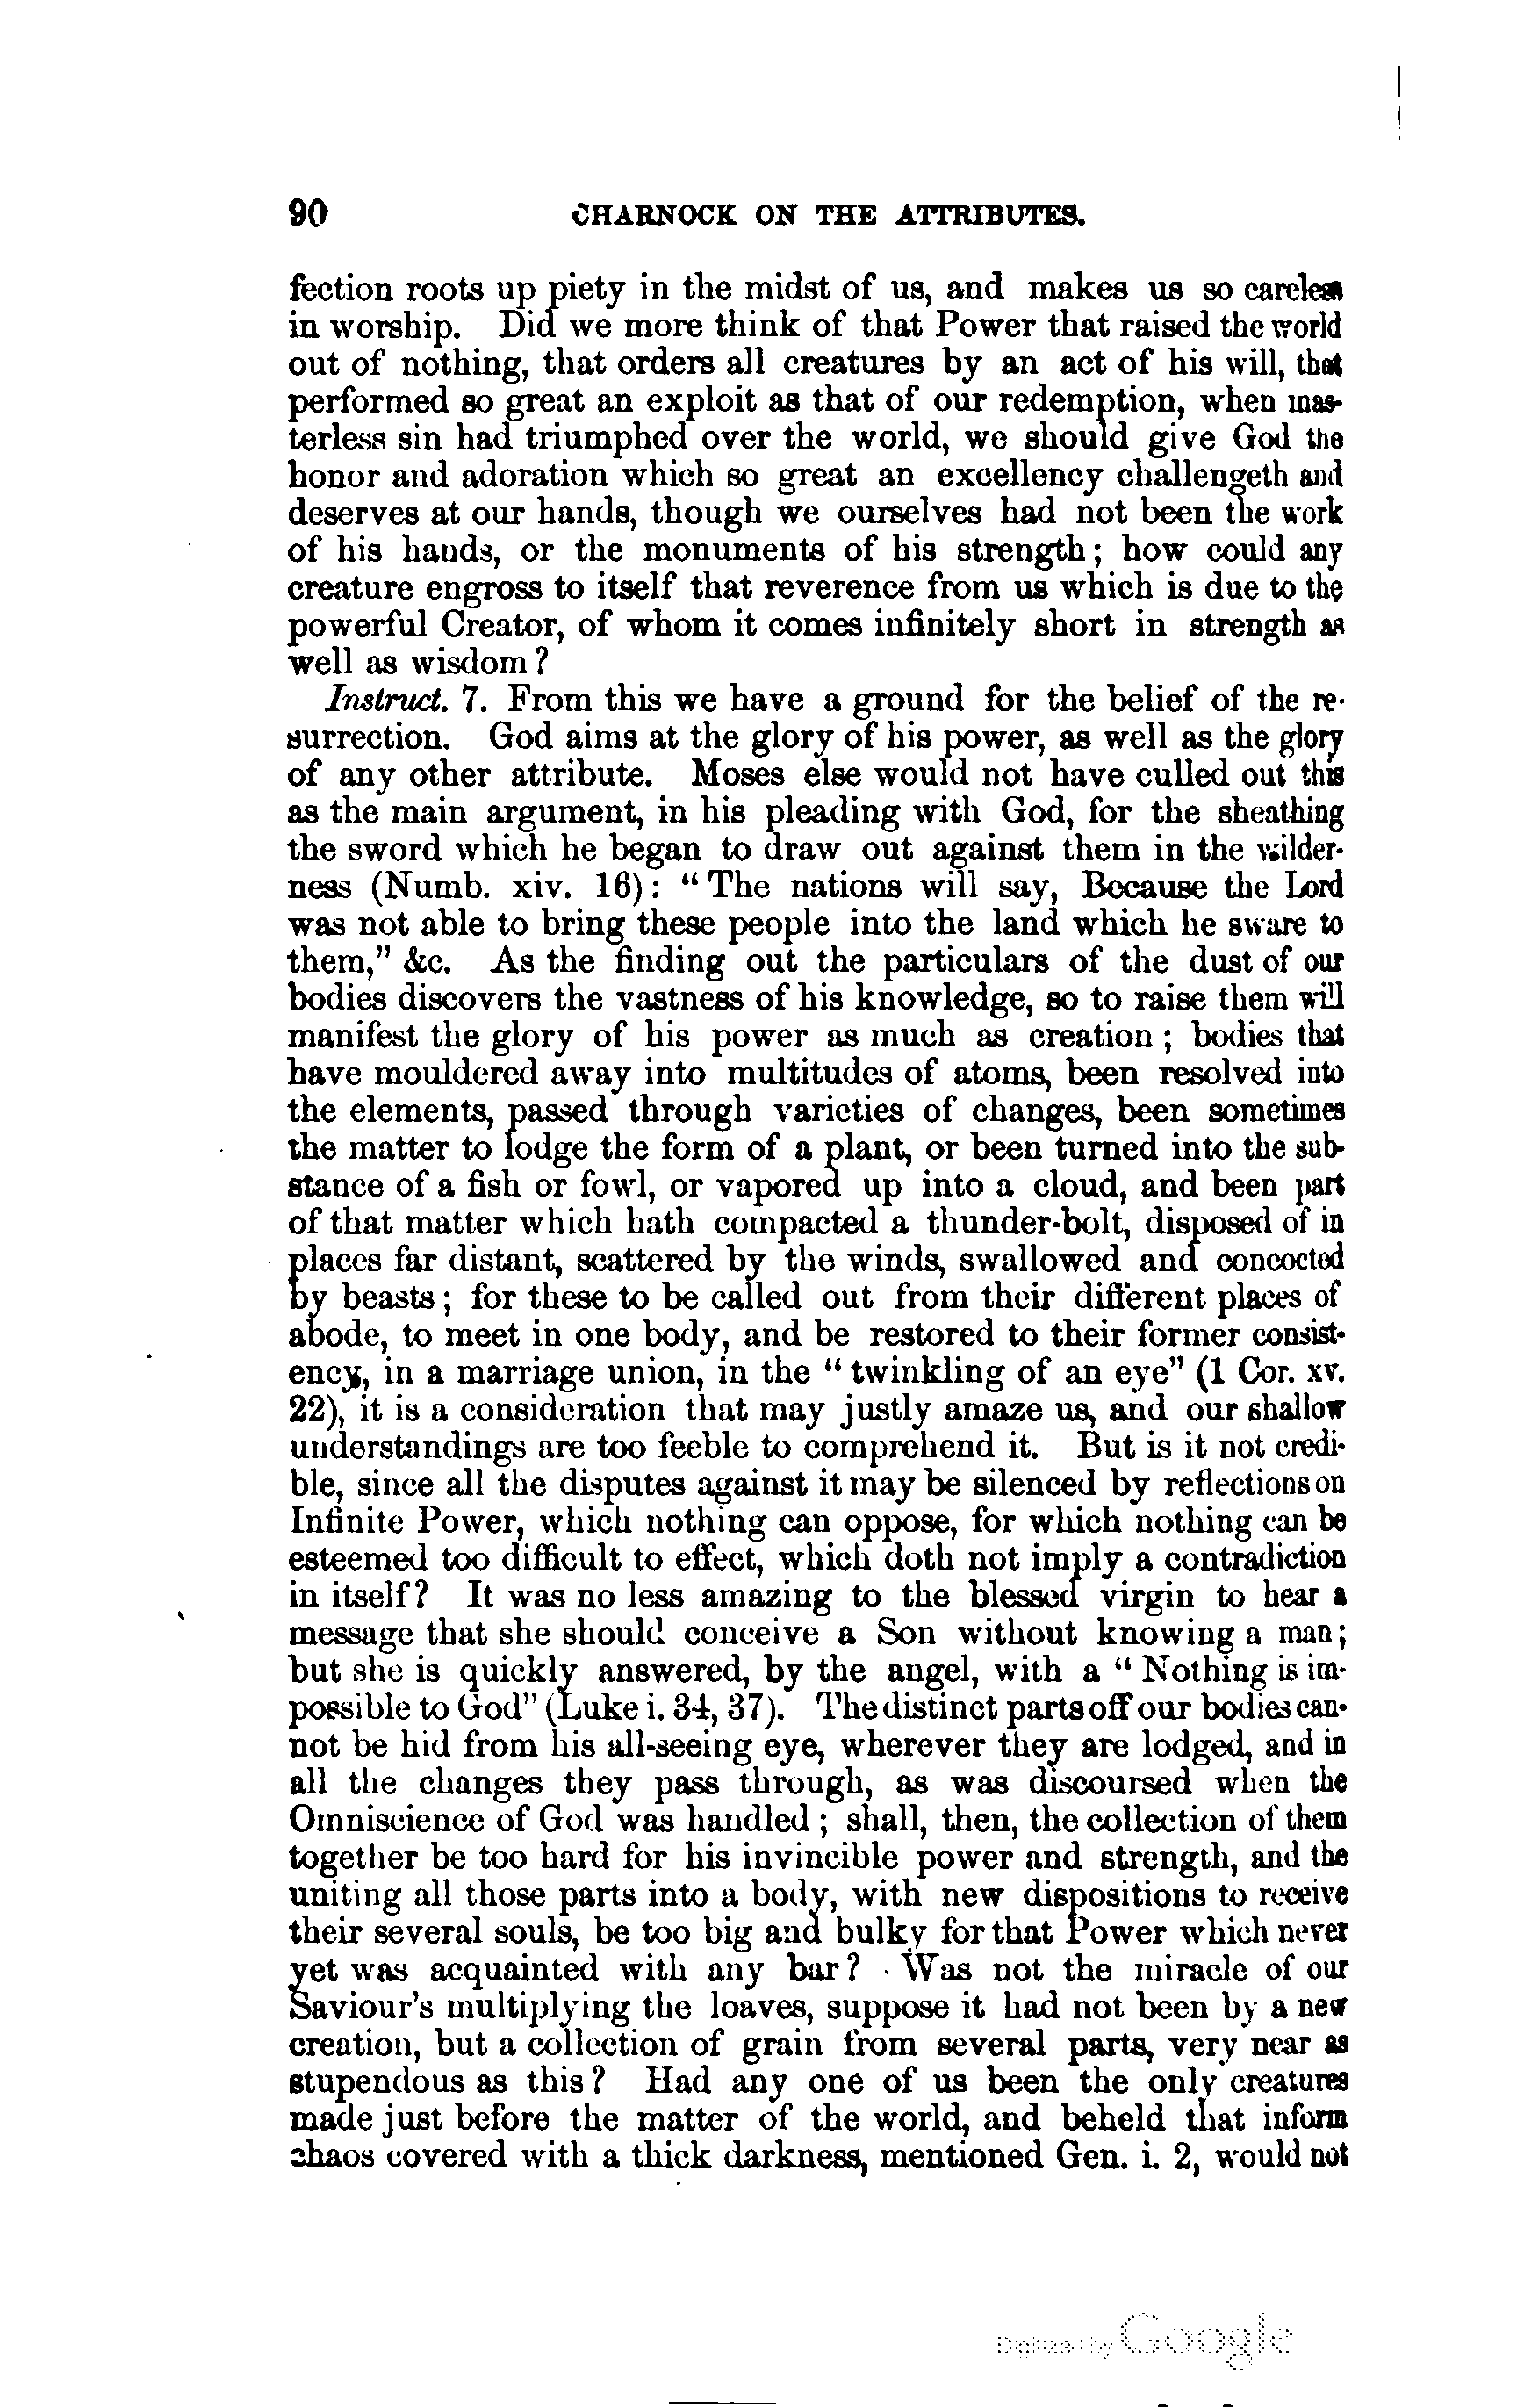 90 CHARNOCK ON THE ATTRIBUTES.
fection roots up piety in the midst of us, and makes us so careless
in worship. Did we more think of that Power that raised the world
out of nothing, that orders all creatures by an act of his will, that
performed so great an exploit as that of our redemption, when mas-
terless sin had triumphed over the world, we should give God the
honor and adoration which so great an excellency challengeth and
deserves at our hands, though we ourselves had not been the work
of his hands, or the monuments of his strength; how could any
creature engross to itself that reverence from us which is due to the
powerful Creator, of whom it comes infinitely short in strength as
well as wisdom?
Instruct. 7. From this we have a ground for the belief of the re-
surrection. God aims at the glory of his power, as well as the glory
of any other attribute. Moses else would not have culled out this
as the main argument, in his pleading with God, for the sheathing
the sword which he began to draw out against them in the wilder-
ness (Numb. xiv. 16): "The nations will say, Because the Lord
was not able to bring these people into the land which he sware to
them," &c. As the finding out the particulars of the dust of our
bodies discovers the vastness of his knowledge, so to raise them will
manifest the glory of his power as much as creation; bodies that
have mouldered away into multitudes of atoms, been resolved into
the elements, passed through varieties of changes, been sometimes
the matter to lodge the form of a plant, or been turned into the sub-
stance of a fish or fowl, or vapored up into a cloud, and been part
of that matter which hath compacted a thunder-bolt, disposed of in
places far distant, scattered by the winds, swallowed and concocted
by beasts; for these to be called out from their different places of
abode, to meet in one body, and be restored to their former consist-
ency, in a marriage union, in the "twinkling of an eye" (1 Cor. xv.
22), it is a consideration that may justly amaze us, and our shallow
understandings are too feeble to comprehend it. But is it not credi-
ble, since all the disputes against it may be silenced by reflections on
Infinite Power, which nothing can oppose, for which nothing can be
esteemed too difficult to effect, which doth not imply a contradiction
in itself? It was no less amazing to the blessed virgin to hear a
message that she should conceive a Son without knowing a man;
but she is quickly answered, by the angel, with a "Nothing is im-
possible to God" (Luke i. 34, 37). The distinct parts off our bodies can-
not be hid from his all-seeing eye, wherever they are lodged, and in
all the changes they pass through, as was discoursed when the
Omniscience of God was handled; shall, then, the collection of them
together be too hard for his invincible power and strength, and the
uniting all those parts into a body, with new dispositions to receive
their several souls, be too big and bulky for that Power which never
yet was acquainted with any bar? Was not the miracle of our
Saviour's multiplying the loaves, suppose it had not been by a new
creation, but a collection of grain from several parts, very near as
stupendous as this? Had any one of us been the only creatures
made just before the matter of the world, and beheld that inform
chaos covered with a thick darkness, mentioned Gen. i. 2, would not
Digitized by Google